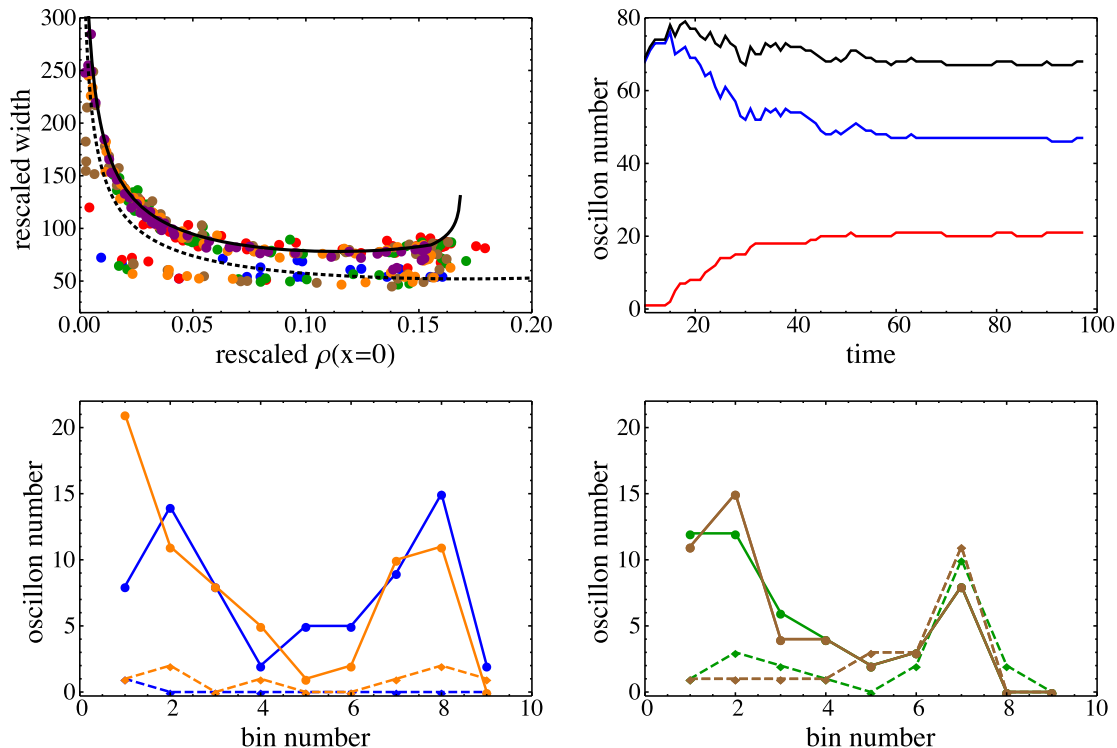 300
250
200
150
100
50
rescaled width
0.00 0.05 0.10 0.15 0.20
rescaled ρ(x=0)
80
60
40
20
0
oscillon number
20 40 60 80 100
time
20
15
10
5
0
oscillon number
0 2 4 6 8 10
bin number
20
15
10
5
0
oscillon number
0 2 4 6 8 10
bin number